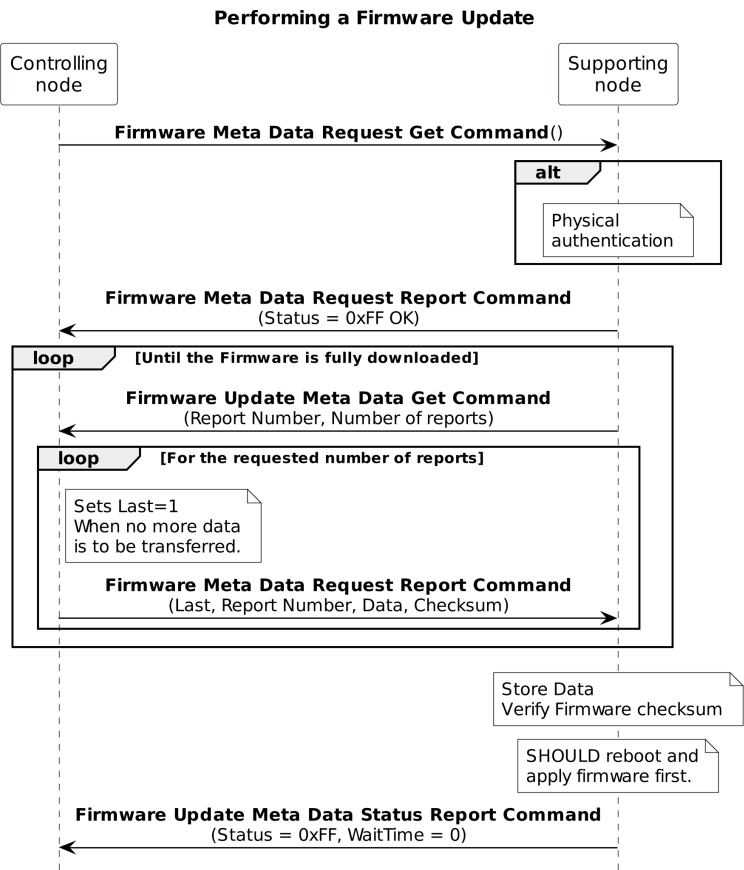 Performing a Firmware Update
Controlling
node
Supporting
node
Firmware Meta Data Request Get Command()
alt
Physical
authentication
Firmware Meta Data Request Report Command
(Status = 0xFF OK)
loop [Until the Firmware is fully downloaded]
Firmware Update Meta Data Get Command
(Report Number, Number of reports)
loop [For the requested number of reports]
Sets Last=1
When no more data
is to be transferred.
Firmware Meta Data Request Report Command
(Last, Report Number, Data, Checksum)
Store Data
Verify Firmware checksum
SHOULD reboot and
apply firmware first.
Firmware Update Meta Data Status Report Command
(Status = 0xFF, WaitTime = 0)